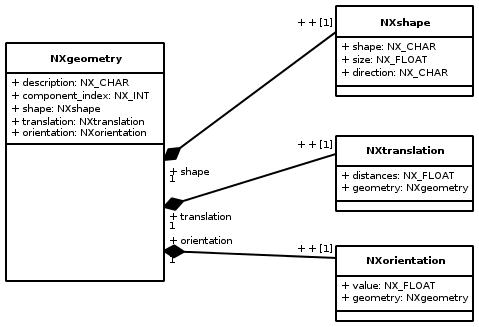 NXgeometry
+ description: NX_CHAR
+ component_index: NX_INT
+ shape: NXshape
+ translation: NXtranslation
+ orientation: NXorientation
+ shape
1
+ translation
1
+ orientation
1
+ + [1]
NXshape
+ shape: NX_CHAR
+ size: NX_FLOAT
+ direction: NX_CHAR
+ + [1]
NXtranslation
+ distances: NX_FLOAT
+ geometry: NXgeometry
+ + [1]
NXorientation
+ value: NX_FLOAT
+ geometry: NXgeometry